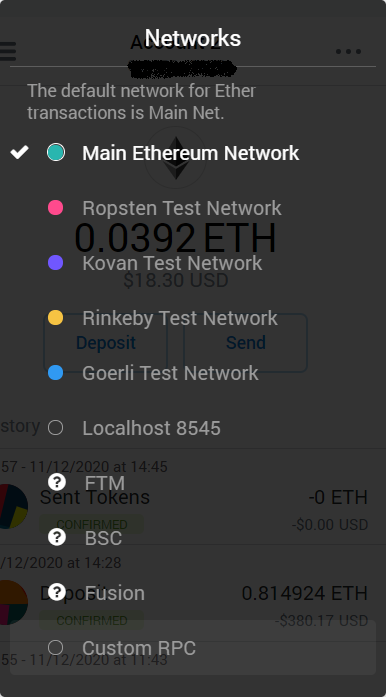 Networks
Account 2
The default network for Ether
transactions is Main Net.
Main Ethereum Network
Ropsten Test Network
0.0392 ETH
Kovan Test Network
$18.30 USD
Rinkeby Test Network
Deposit
Send
Goerli Test Network
story
Localhost 8545
57 - 11/12/2020 at 14:45
FTM
Sent Tokens
-0 ETH
CONFIRMED
-$0.00 USD
BSC
/12/2020 at 14:28
Fusion
0.814924 ETH
CONFIRMED
-$380.17 USD
Custom RPC
55 - 11/12/2020 at 11:43